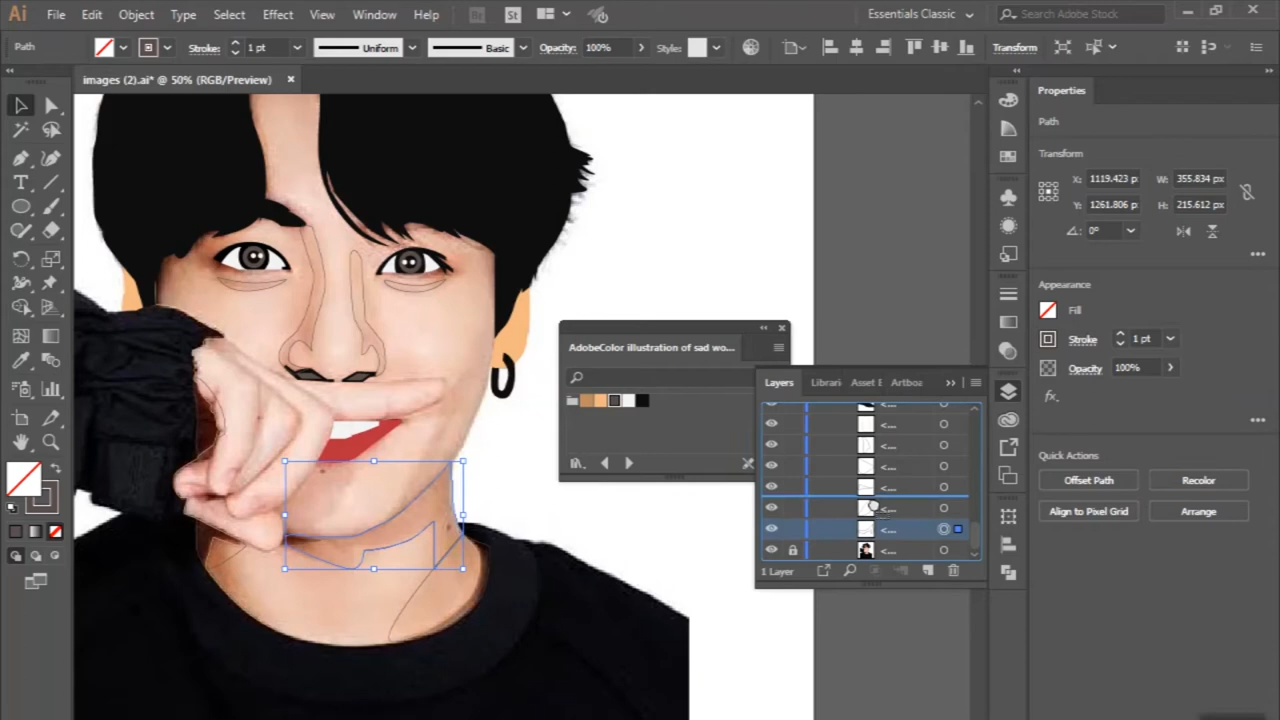 Ai File Edit Object Type Select Effect View Window Help Br St Essentials Classic Search Adobe Stock
Path Stroke: 1 pt Uniform Basic Opacity: 100% Style: Transform
images (2).ai* @ 50% (RGB/Preview)
Properties
Path
Transform
X: 1119.423 p W: 355.834 px
Y: 1261.806 p H: 215.612 px
0°
Appearance
Fill
Stroke 1 pt
Opacity 100%
fx.
Quick Actions
Offset Path Recolor
Align to Pixel Grid Arrange
AdobeColor illustration of sad wo...
Layers Librari Asset E Artboa
<...
<...
<...
<...
<...
<...
<...
<...
1 Layer